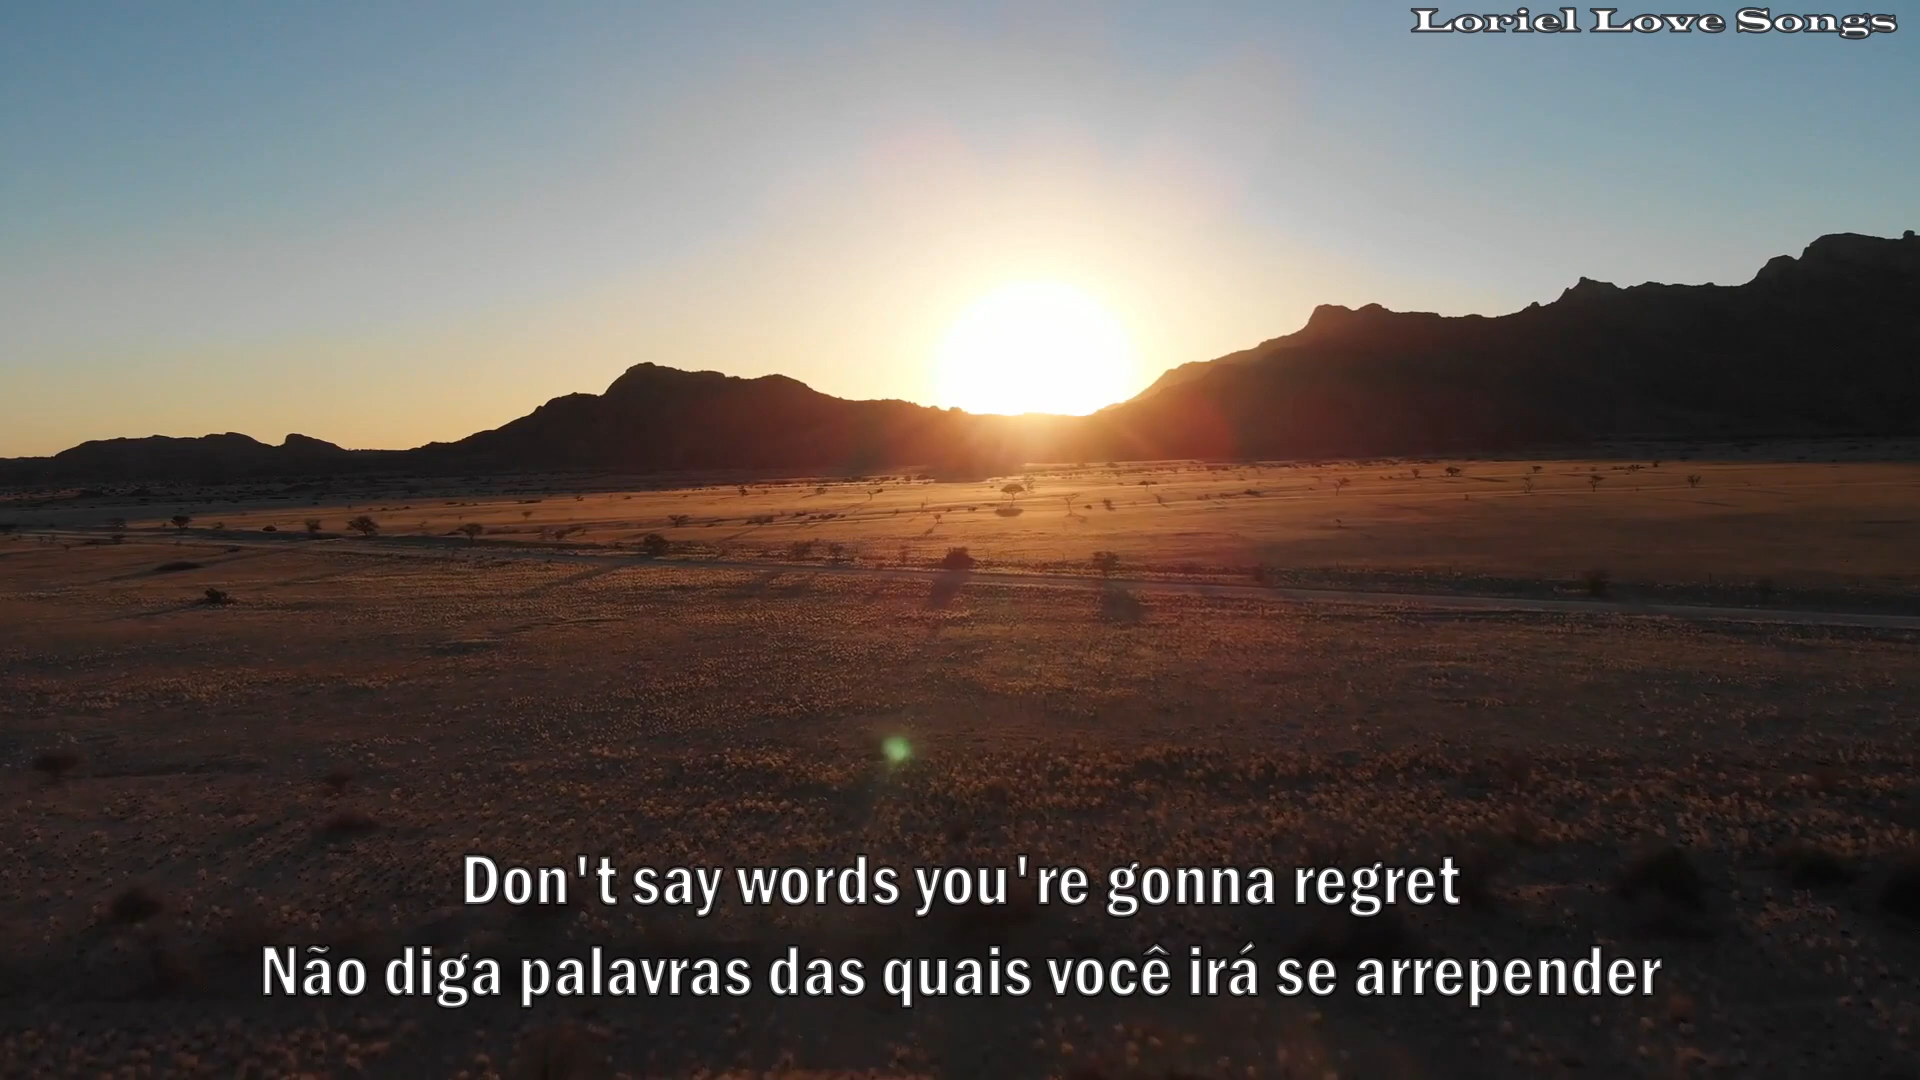 Loriel Love Songs
Don't say words you're gonna regret
Não diga palavras das quais você irá se arrepender